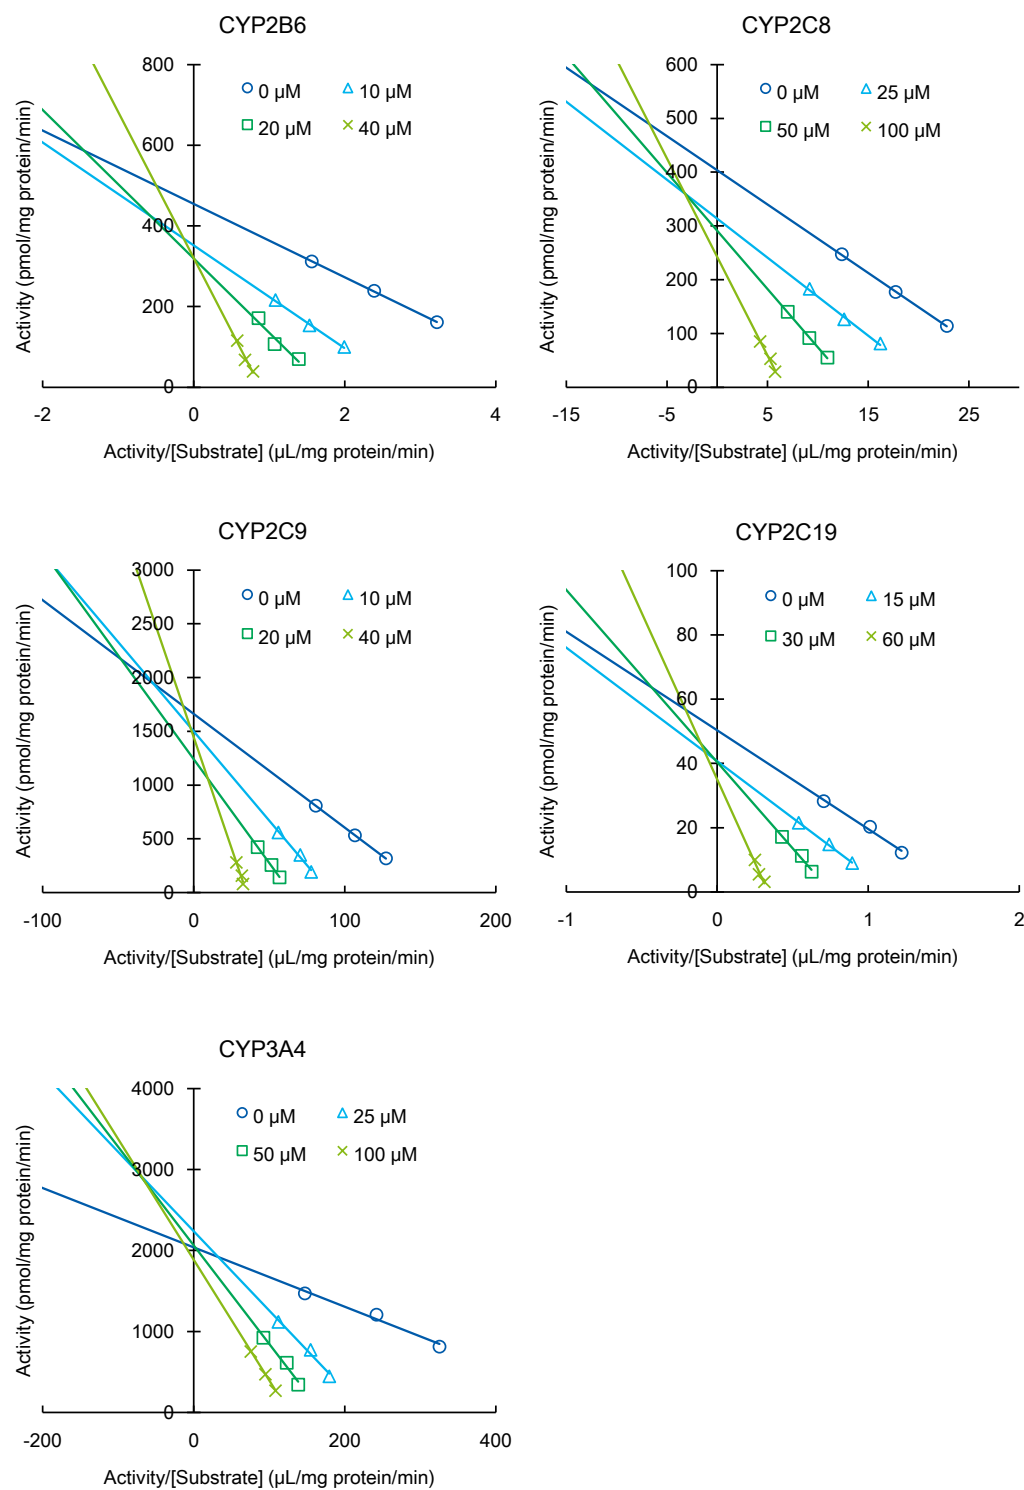 CYP2B6
800
600
400
200
0
-2 0 2 4
0 µM 10 µM
20 µM 40 µM
Activity (pmol/mg protein/min)
Activity/[Substrate] (µL/mg protein/min)
CYP2C8
600
500
400
300
200
100
0
-15 -5 5 15 25
0 µM 25 µM
50 µM 100 µM
Activity (pmol/mg protein/min)
Activity/[Substrate] (µL/mg protein/min)
CYP2C9
3000
2500
2000
1500
1000
500
0
-100 0 100 200
0 µM 10 µM
20 µM 40 µM
Activity (pmol/mg protein/min)
Activity/[Substrate] (µL/mg protein/min)
CYP2C19
100
80
60
40
20
0
-1 0 1 2
0 µM 15 µM
30 µM 60 µM
Activity (pmol/mg protein/min)
Activity/[Substrate] (µL/mg protein/min)
CYP3A4
4000
3000
2000
1000
0
-200 0 200 400
0 µM 25 µM
50 µM 100 µM
Activity (pmol/mg protein/min)
Activity/[Substrate] (µL/mg protein/min)